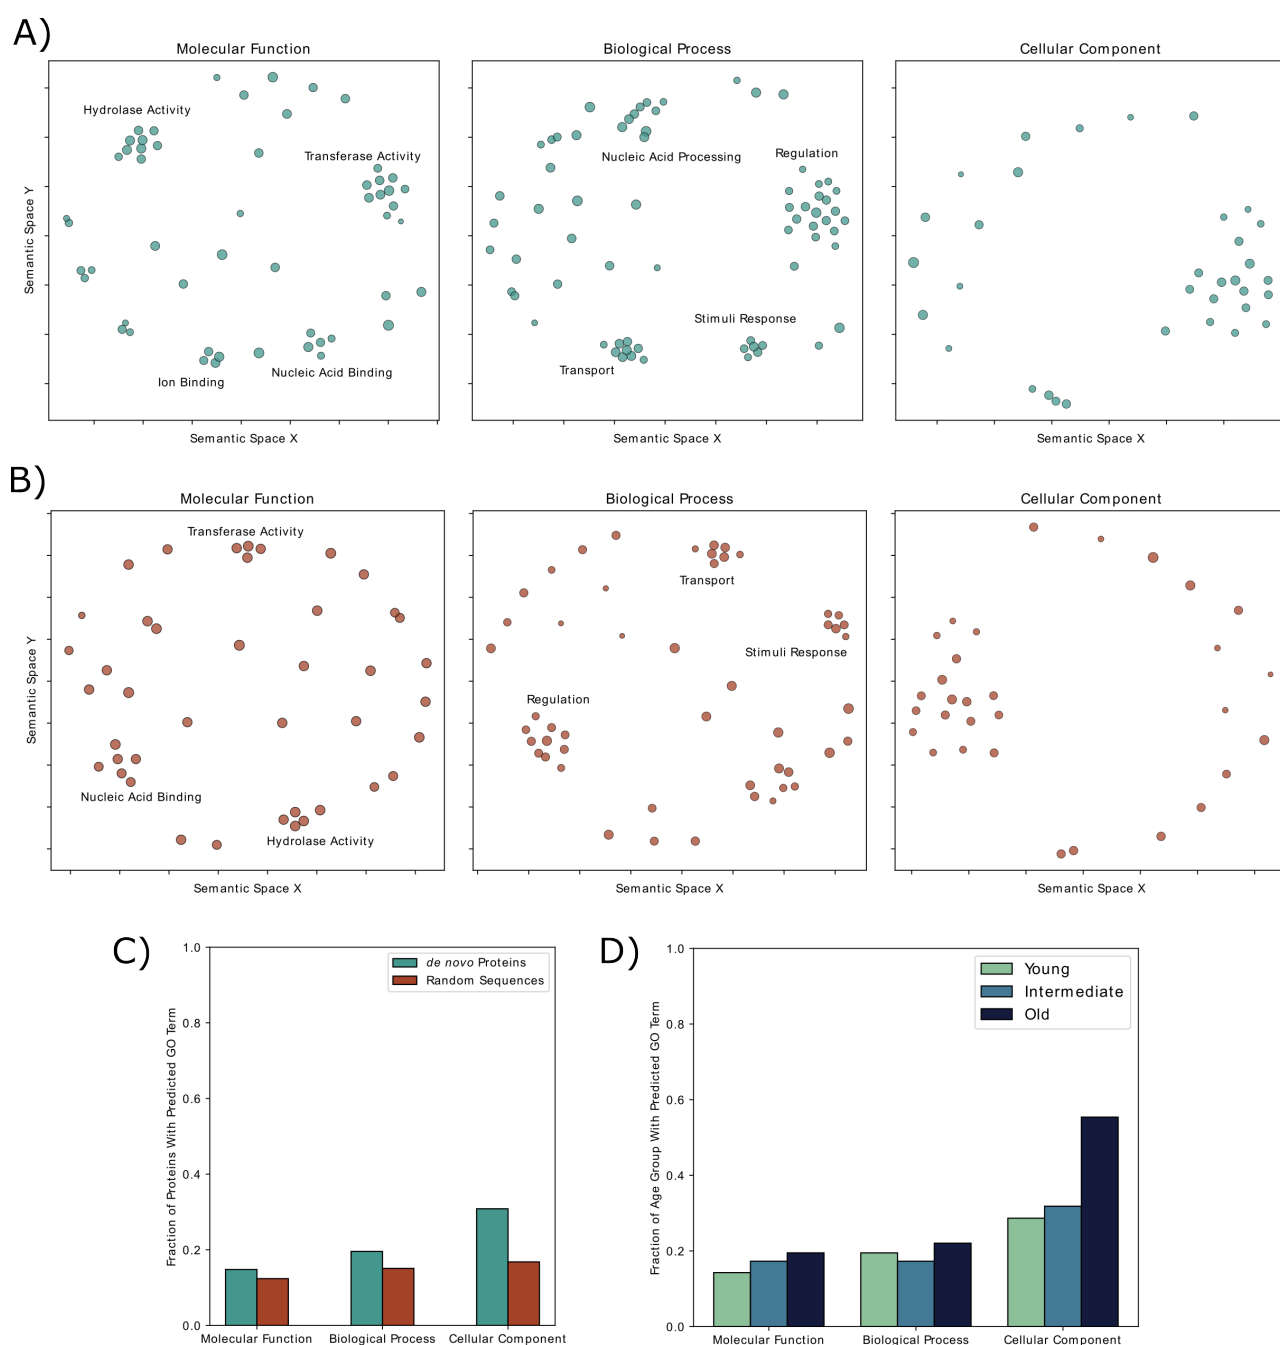 A)
Molecular Function
Biological Process
Cellular Component
Hydrolase Activity
Transferase Activity
Ion Binding
Nucleic Acid Binding
Nucleic Acid Processing
Regulation
Stimuli Response
Transport
Semantic Space Y
Semantic Space X
Semantic Space X
Semantic Space X
B)
Molecular Function
Biological Process
Cellular Component
Transferase Activity
Nucleic Acid Binding
Hydrolase Activity
Transport
Stimuli Response
Regulation
Semantic Space Y
Semantic Space X
Semantic Space X
Semantic Space X
C)
Fraction of Proteins With Predicted GO Term
1.0
0.8
0.6
0.4
0.2
0.0
de novo Proteins
Random Sequences
Molecular Function
Biological Process
Cellular Component
D)
Fraction of Age Group With Predicted GO Term
1.0
0.8
0.6
0.4
0.2
0.0
Young
Intermediate
Old
Molecular Function
Biological Process
Cellular Component